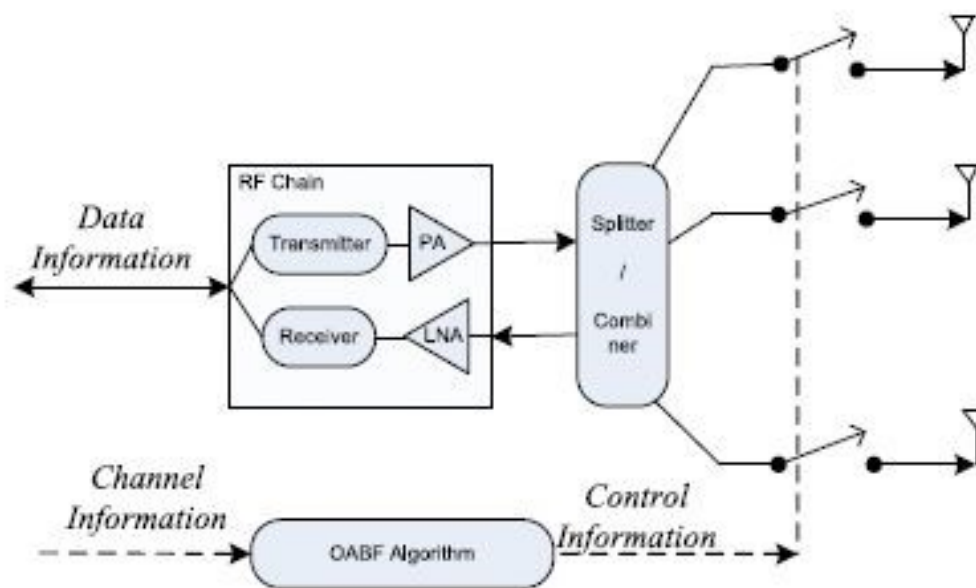 RF Chain
Data
Information
Transmitter
PA
Receiver
LNA
Splitter
/
Combi
ner
Channel
Information
OABF Algorithm
Control
Information